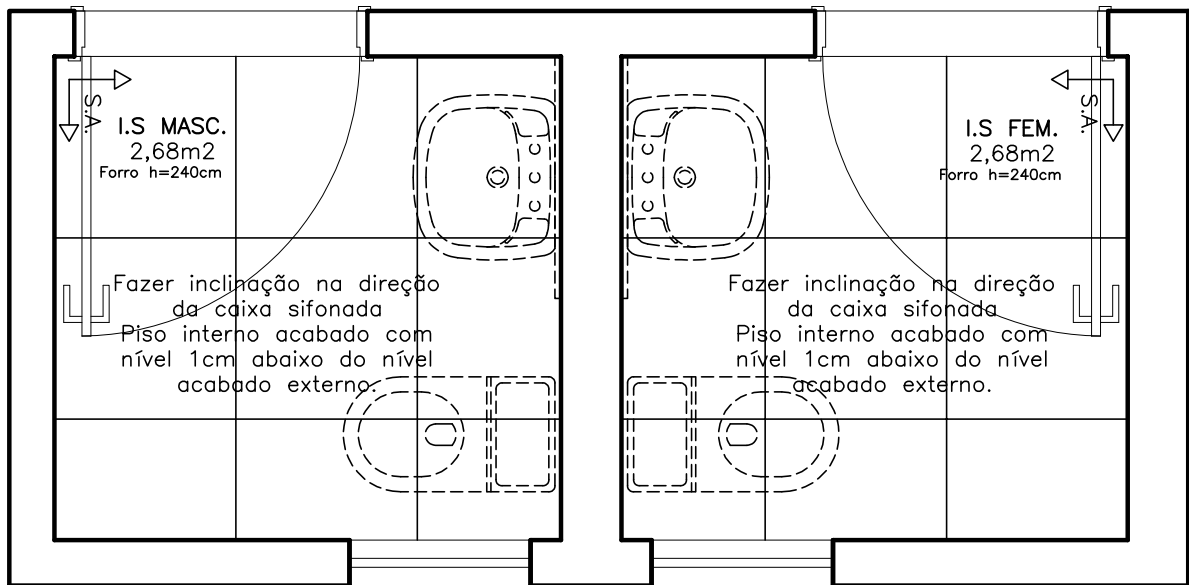 S.A.
I.S MASC.
2,68m2
Forro h=240cm
Fazer inclinação na direção
da caixa sifonada
Piso interno acabado com
nível 1cm abaixo do nível
acabado externo.
S.A.
I.S FEM.
2,68m2
Forro h=240cm
Fazer inclinação na direção
da caixa sifonada
Piso interno acabado com
nível 1cm abaixo do nível
acabado externo.